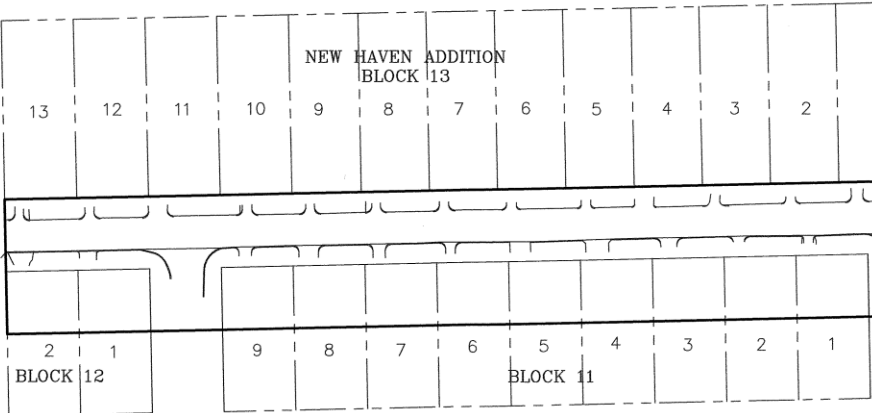 NEW HAVEN ADDITION
BLOCK 13
13 12 11 10 9 8 7 6 5 4 3 2
2 1 9 8 7 6 5 4 3 2 1
BLOCK 12 BLOCK 11